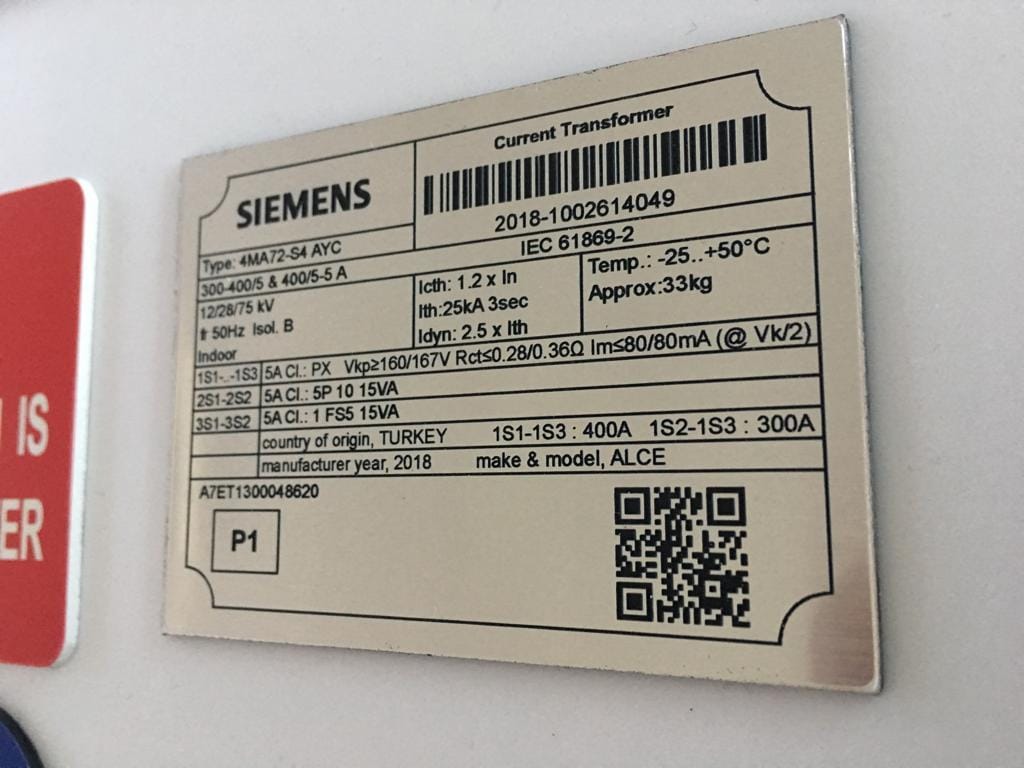 SIEMENS
Current Transformer
2018-1002614049
Type: 4MA72-S4 AYC
IEC 61869-2
300-400/5 & 400/5-5 A
12/28/75 kV
fr 50Hz Isol. B
Indoor
Icth: 1.2 x In
Ith:25kA 3sec
Idyn: 2.5 x Ith
Temp.: -25..+50°C
Approx:33kg
1S1-..-1S3 5A Cl.: PX Vkp≥160/167V Rct≤0.28/0.36Ω Im≤80/80mA (@ Vk/2)
2S1-2S2 5A Cl.: 5P 10 15VA
3S1-3S2 5A Cl.: 1 FS5 15VA
country of origin, TURKEY 1S1-1S3 : 400A 1S2-1S3 : 300A
manufacturer year, 2018 make & model, ALCE
A7ET1300048620
P1
IS
ER